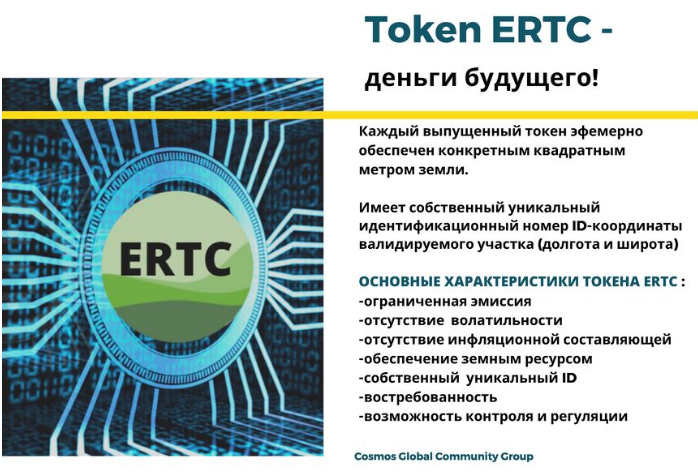 Token ERTC -
деньги будущего!
Каждый выпущенный токен эфемерно
обеспечен конкретным квадратным
метром земли.
Имеет собственный уникальный
идентификационный номер ID-координаты
валидируемого участка (долгота и широта)
ОСНОВНЫЕ ХАРАКТЕРИСТИКИ ТОКЕНА ERTC :
-ограниченная эмиссия
-отсутствие волатильности
-отсутствие инфляционной составляющей
-обеспечение земным ресурсом
-собственный уникальный ID
-востребованность
-возможность контроля и регуляции
Cosmos Global Community Group
ERTC